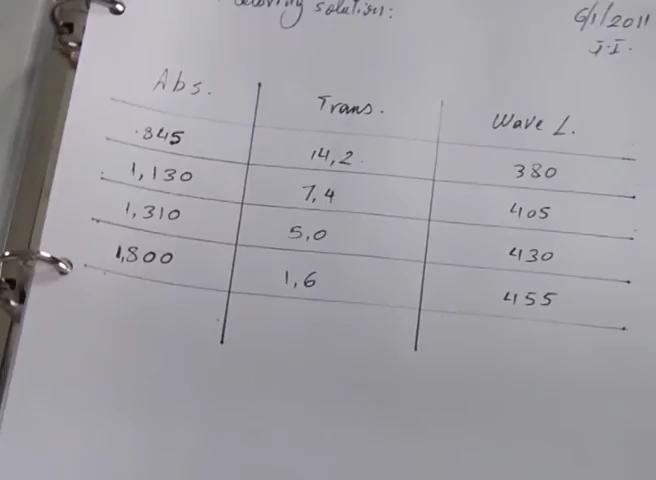 solution:
6/1/2011
I.I.
Abs. Trans. Wave L.
.845 14,2 380
1,130 7,4 405
1,310 5,0 430
1,800 1,6 455